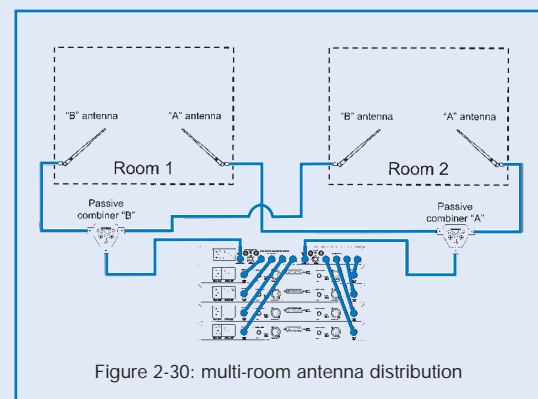 "B" antenna
"A" antenna
Room 1
"B" antenna
"A" antenna
Room 2
Passive
combiner "B"
Passive
combiner "A"
Figure 2-30: multi-room antenna distribution